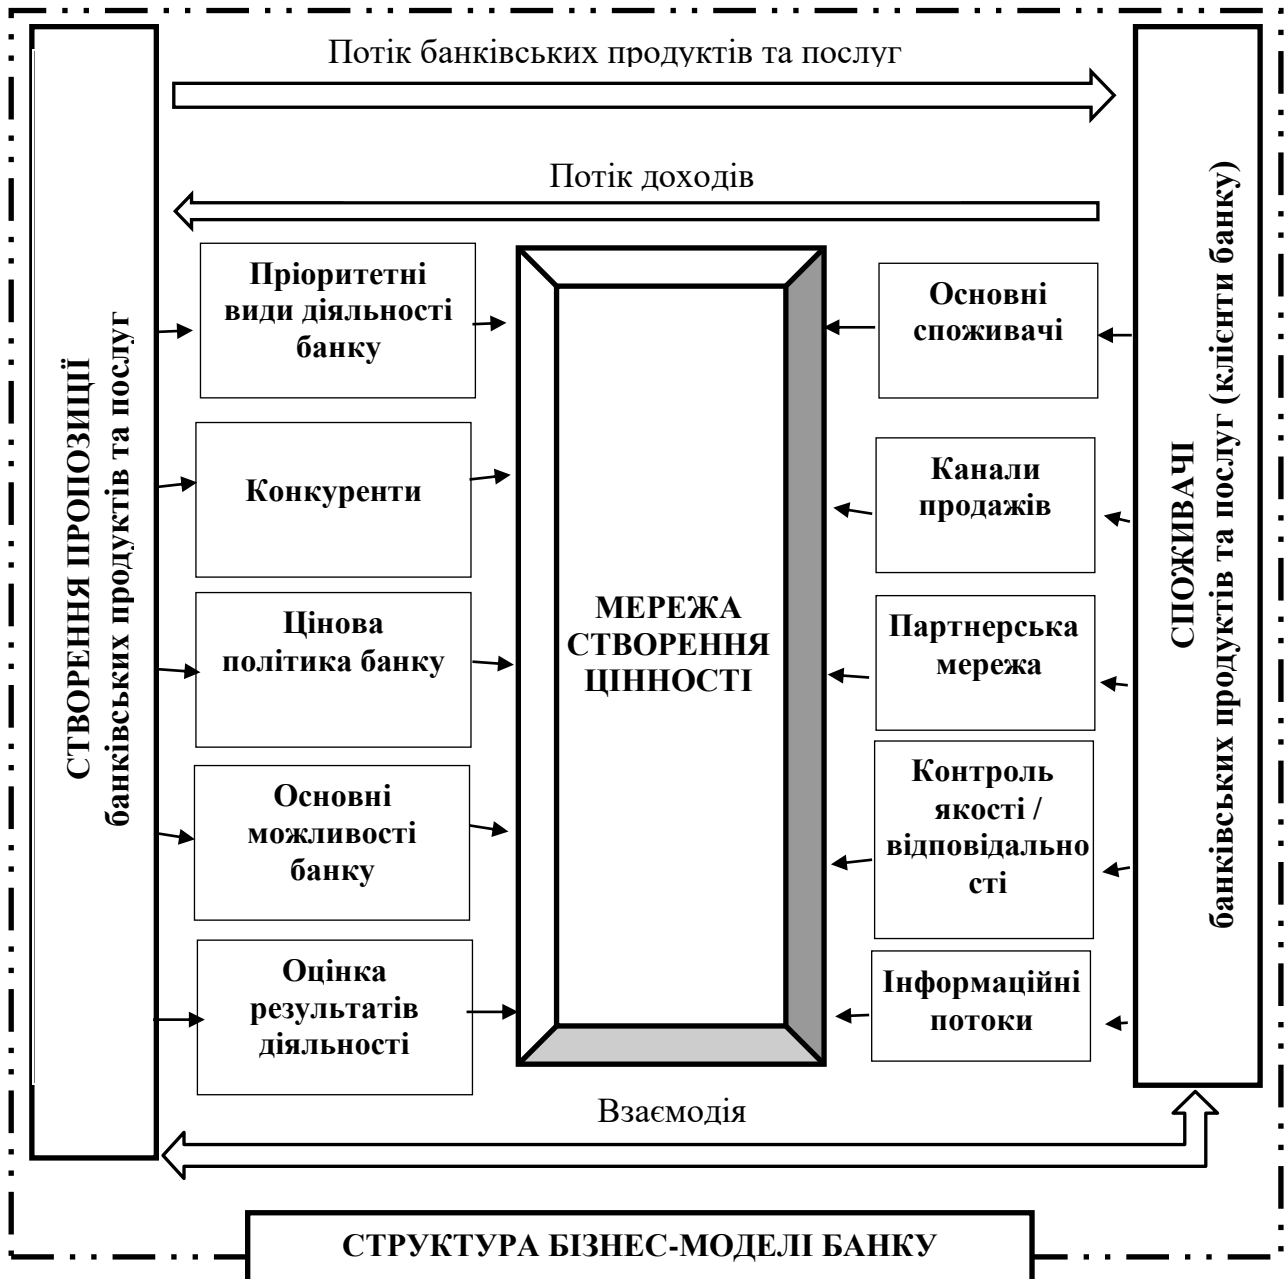 Потік банківських продуктів та послуг
Потік доходів
СТВОРЕННЯ ПРОПОЗИЦІЇ
банківських продуктів та послуг
Пріоритетні
види діяльності
банку
Конкуренти
Цінова
політика банку
Основні
можливості
банку
Оцінка
результатів
діяльності
МЕРЕЖА
СТВОРЕННЯ
ЦІННОСТІ
Основні
споживачі
Канали
продажів
Партнерська
мережа
Контроль
якості /
відповідально
сті
Інформаційні
потоки
СПОЖИВАЧІ
банківських продуктів та послуг (клієнти банку)
Взаємодія
СТРУКТУРА БІЗНЕС-МОДЕЛІ БАНКУ